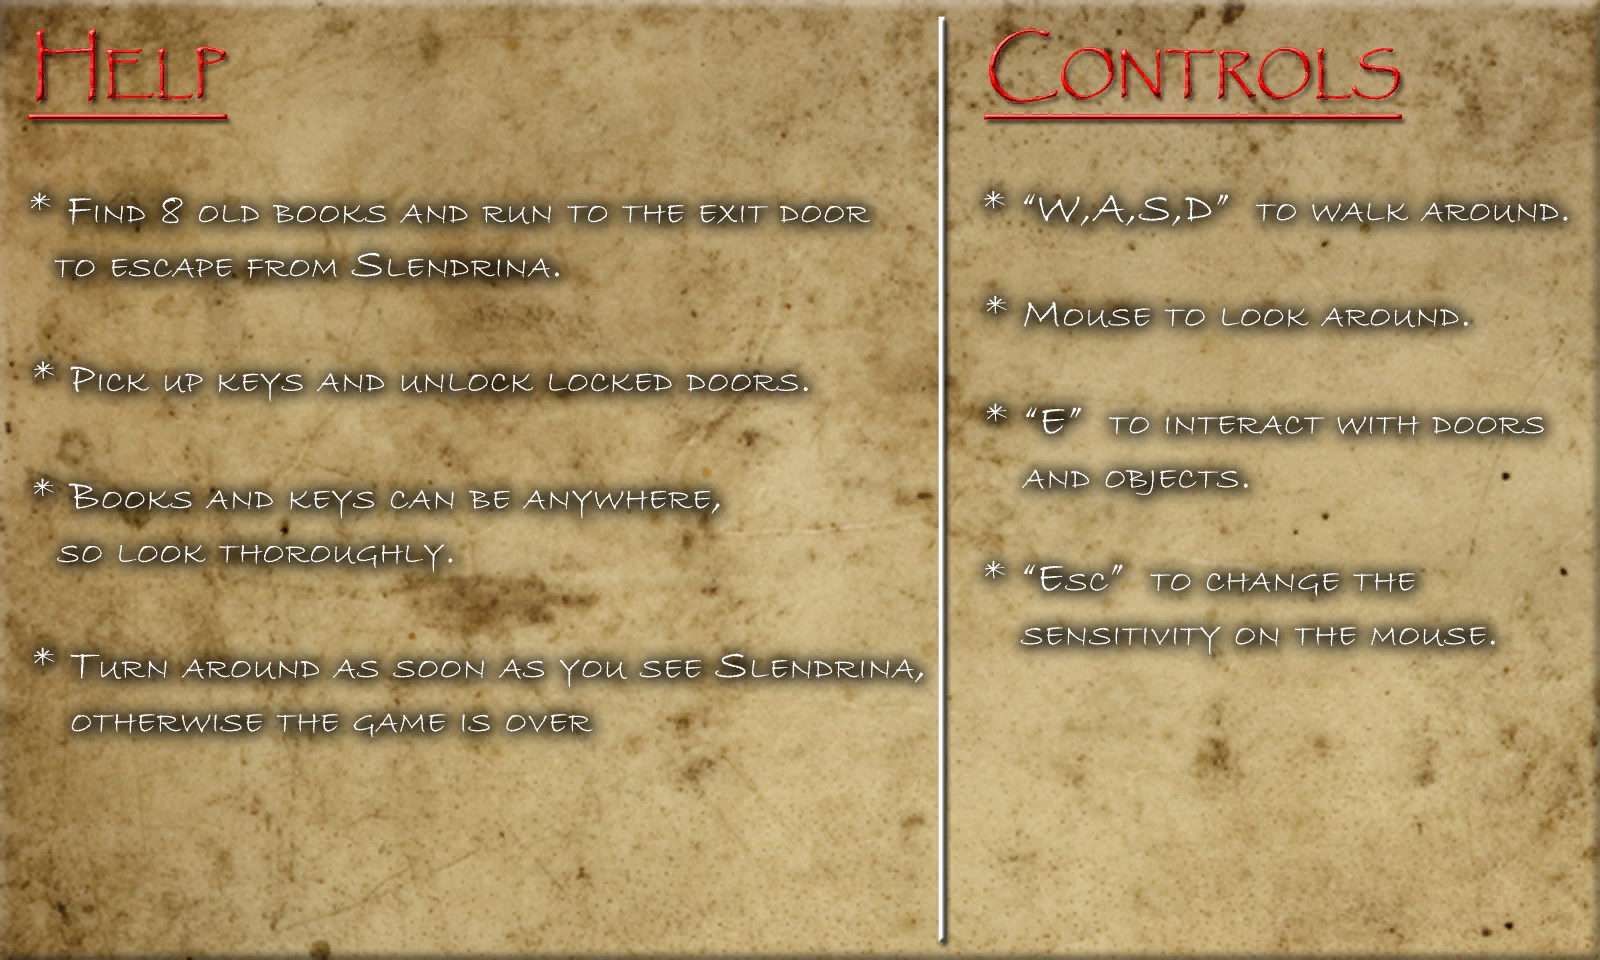 Help
* Find 8 old books and run to the exit door
to escape from Slendrina.
* Pick up keys and unlock locked doors.
* Books and keys can be anywhere,
so look thoroughly.
* Turn around as soon as you see Slendrina,
otherwise the game is over
Controls
* “W,A,S,D” to walk around.
* Mouse to look around.
* “E” to interact with doors
and objects.
* “Esc” to change the
sensitivity on the mouse.